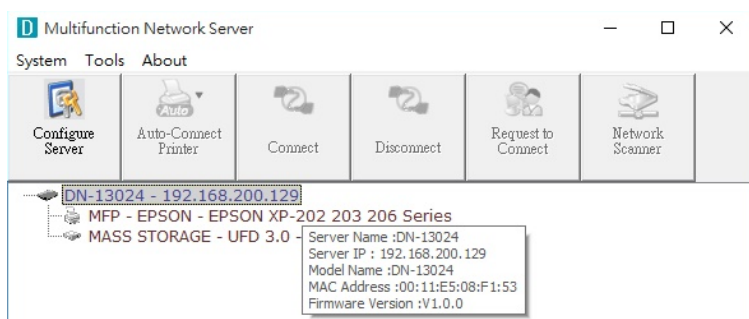 D Multifunction Network Server
System Tools About
Configure Server
Auto
Auto-Connect Printer
Connect
Disconnect
Request to Connect
Network Scanner
DN-13024 - 192.168.200.129
MFP - EPSON - EPSON XP-202 203 206 Series
MASS STORAGE - UFD 3.0 -
Server Name :DN-13024
Server IP : 192.168.200.129
Model Name :DN-13024
MAC Address :00:11:E5:08:F1:53
Firmware Version :V1.0.0